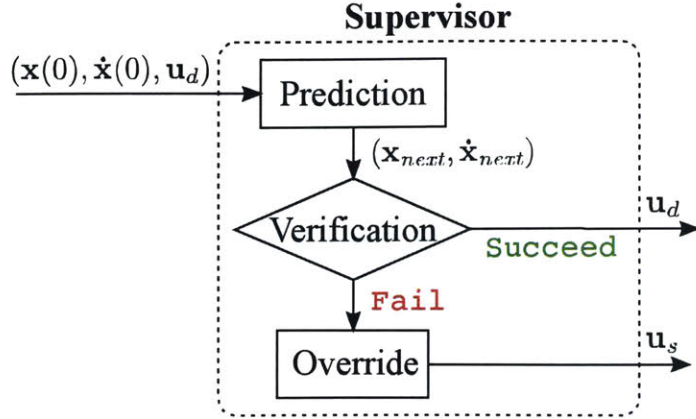 Supervisor
(x(0), ẋ(0), u_d)
Prediction
(x_next, ẋ_next)
Verification
u_d
Succeed
Fail
Override
u_s